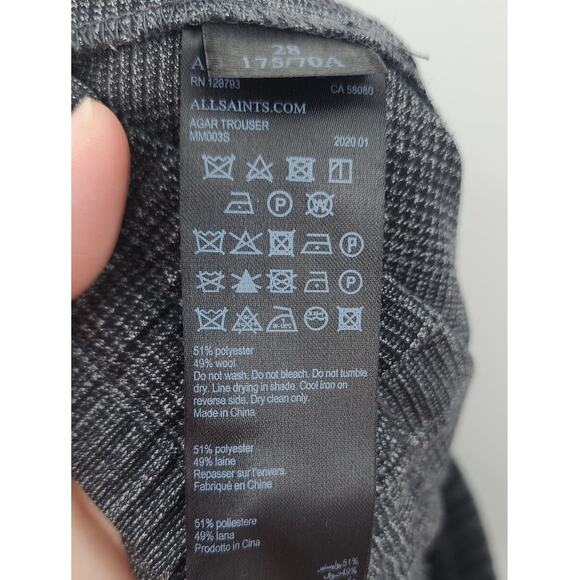 28
175/70A
A
RN 128793 CA 56080
ALLSAINTS.COM
AGAR TROUSER
MM003S 2020 01
P W
P
P
51% polyester
49% wool
Do not wash. Do not bleach. Do not tumble
dry. Line drying in shade. Cool iron on
reverse side. Dry clean only.
Made in China
51% polyester
49% laine
Repasser sur l'envers.
Fabriqué en Chine
51% poliestere
49% lana
Prodotto in Cina
51%
49%